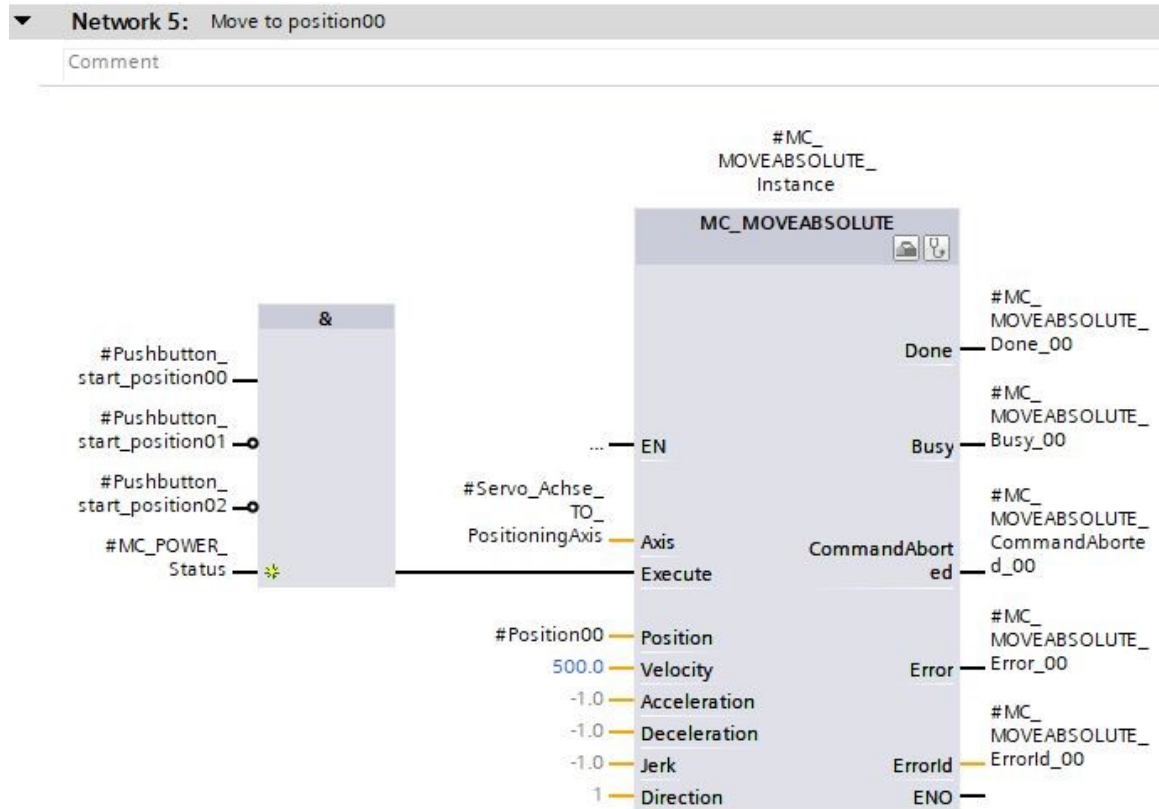 Network 5: Move to position00
Comment
#MC_
MOVEABSOLUTE_
Instance
MC_MOVEABSOLUTE
&
#Pushbutton_
start_position00
#Pushbutton_
start_position01
#Pushbutton_
start_position02
#MC_POWER_
Status
... EN
#Servo_Achse_
TO_
PositioningAxis Axis
Execute
#Position00 Position
500.0 Velocity
-1.0 Acceleration
-1.0 Deceleration
-1.0 Jerk
1 Direction
#MC_
MOVEABSOLUTE_
Done Done_00
#MC_
MOVEABSOLUTE_
Busy Busy_00
#MC_
MOVEABSOLUTE_
CommandAbort CommandAborte
ed d_00
#MC_
MOVEABSOLUTE_
Error Error_00
#MC_
MOVEABSOLUTE_
ErrorId ErrorId_00
ENO